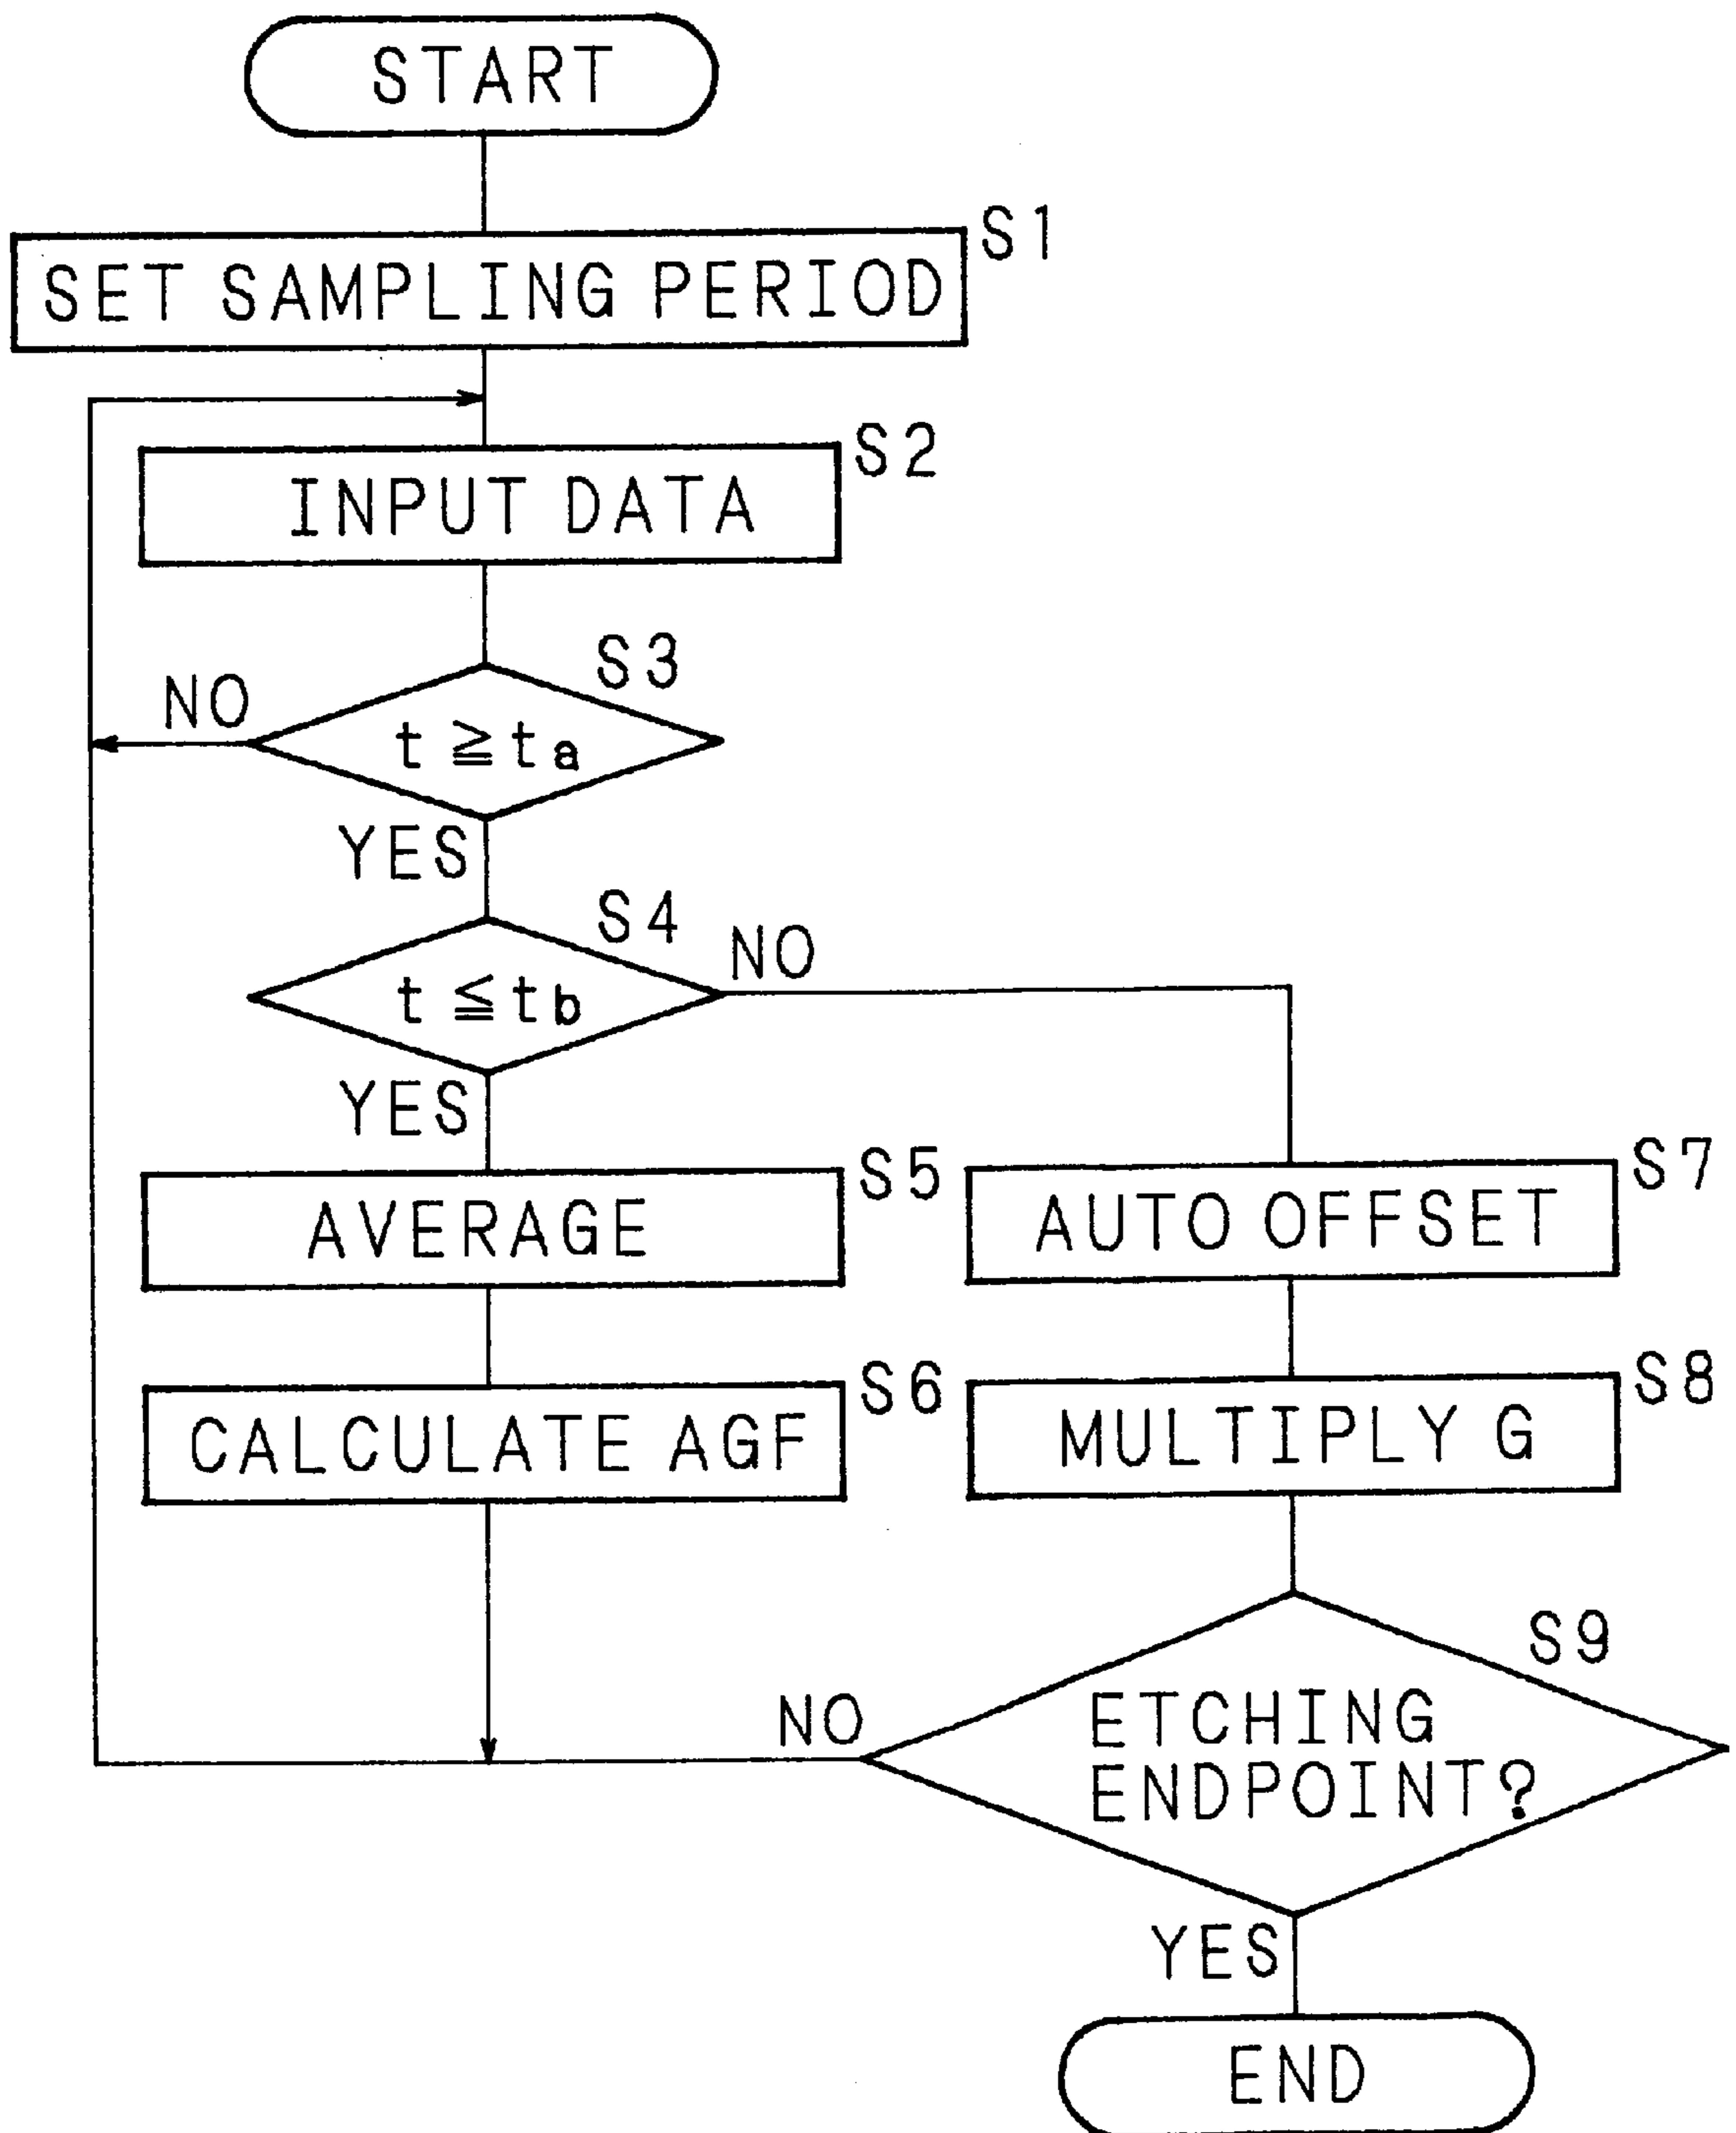 START
S1
SET SAMPLING PERIOD
S2
INPUT DATA
S3
NO
t ≧ ta
YES
S4
NO
t ≦ tb
YES
S5
AVERAGE
S7
AUTO OFFSET
S6
CALCULATE AGF
S8
MULTIPLY G
S9
NO
ETCHING
ENDPOINT?
YES
END